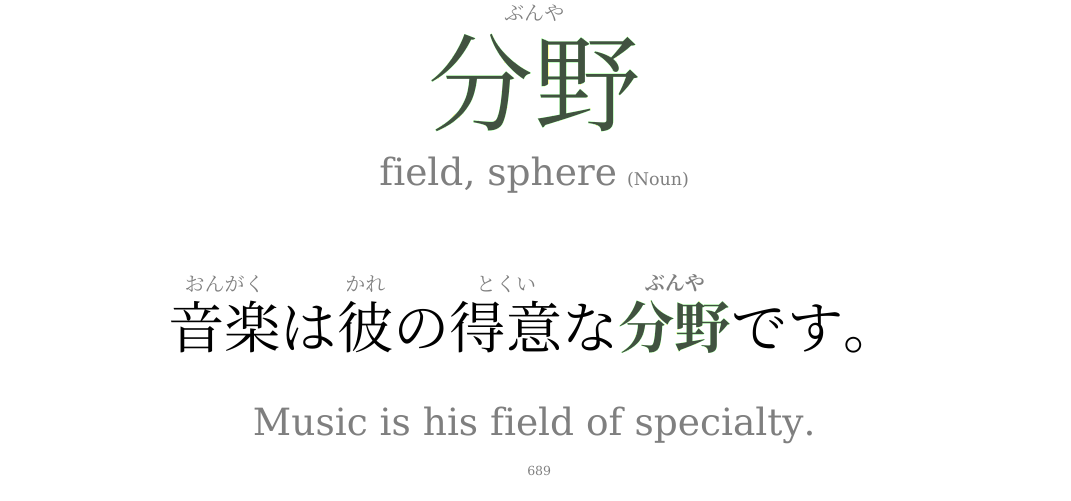 ぶんや
分野
field, sphere (Noun)
おんがく かれ とくい ぶんや
音楽は彼の得意な分野です。
Music is his field of specialty.
689